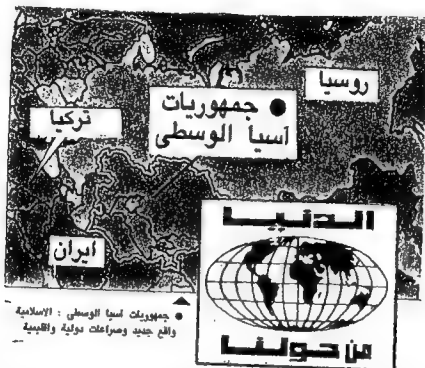 روسيا
● جمهوريات
آسيا الوسطى
تركيا
ايران
الدنيا
من حولنا
● جمهوريات آسيا الوسطى : الاسلامية
واقع جديد وصراعات دولية واقليمية